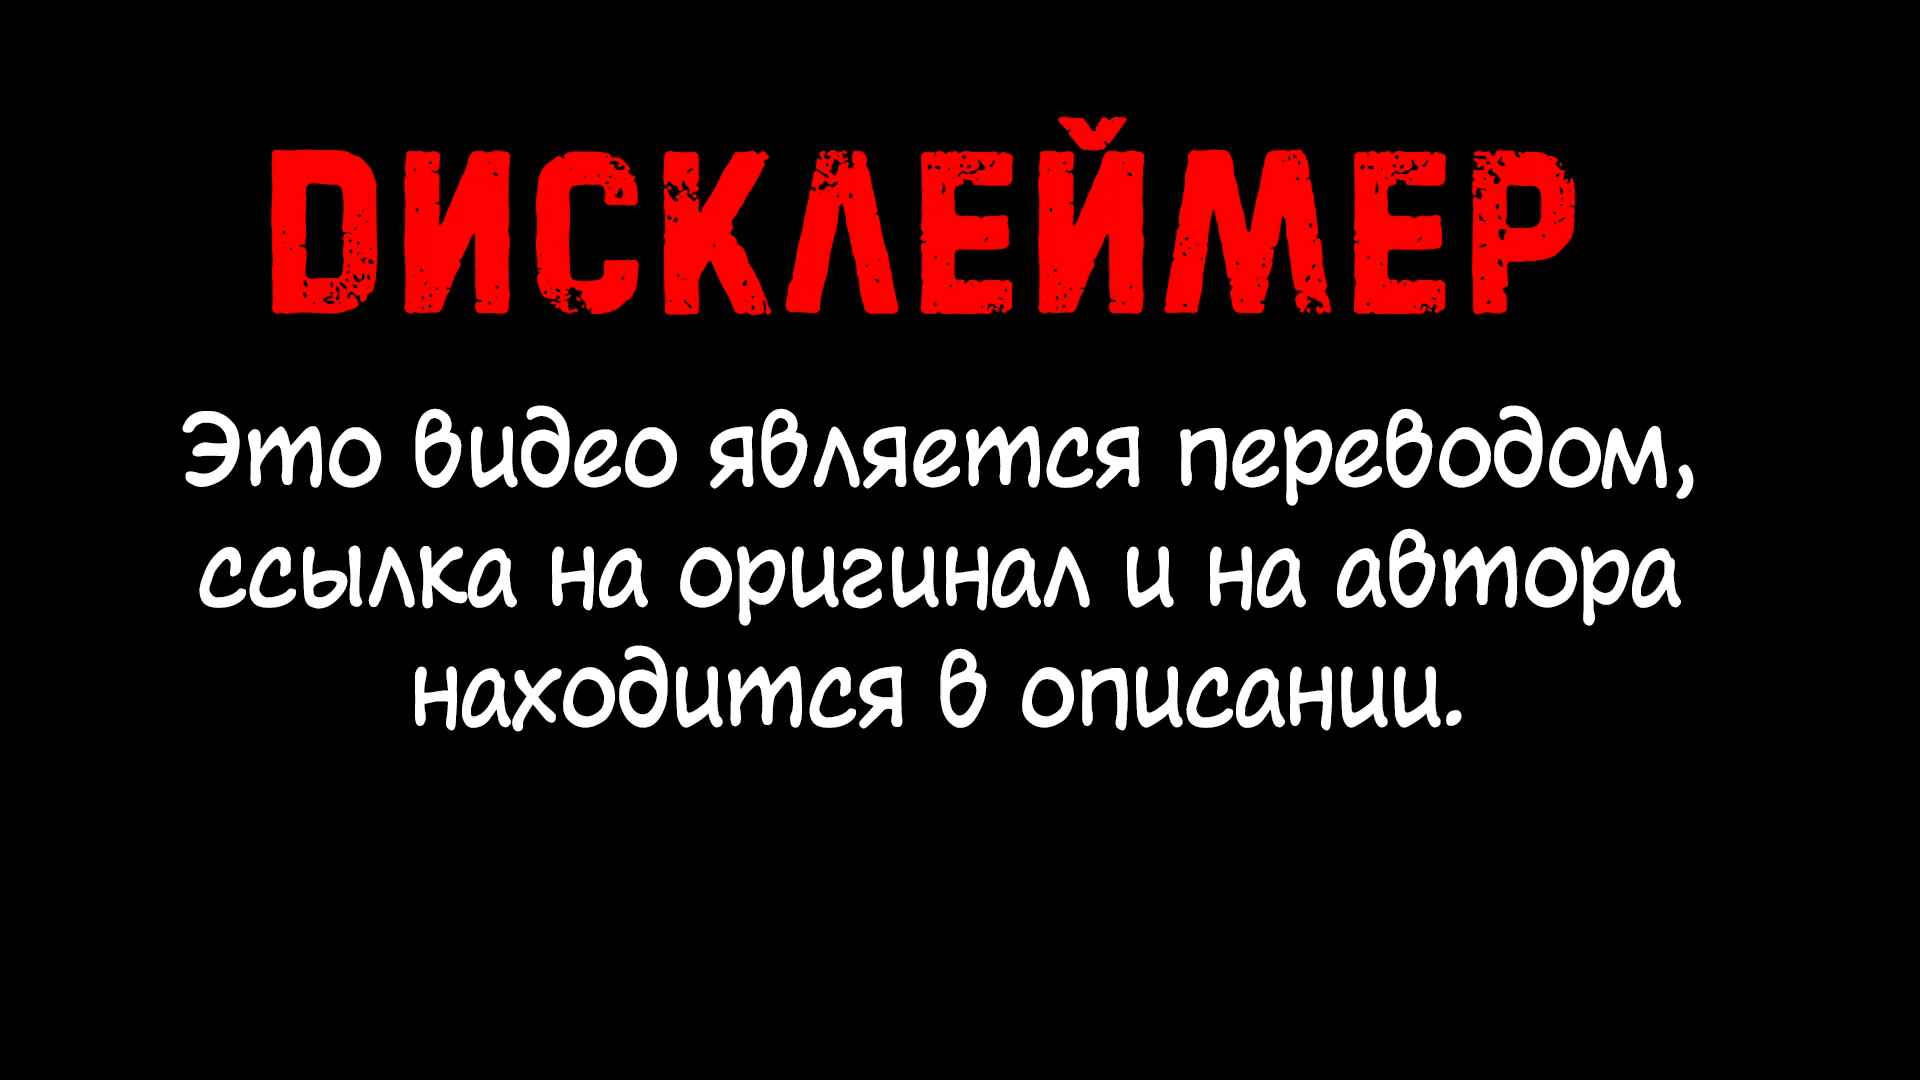 ДИСКЛЕЙМЕР
Это видео является переводом,
ссылка на оригинал и на автора
находится в описании.